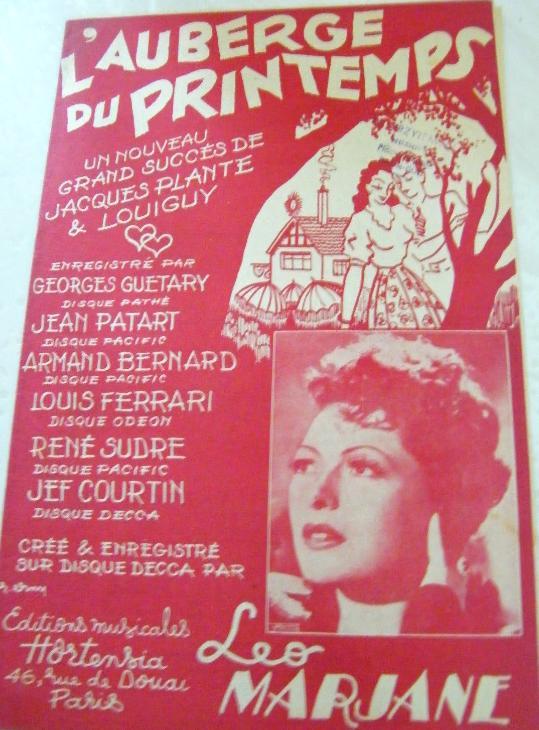 L'AUBERGE
DU PRINTEMPS
UN NOUVEAU
GRAND SUCCÈS DE
JACQUES PLANTE
& LOUIGUY
ENREGISTRÉ PAR
GEORGES GUETARY
DISQUE PATHÉ
JEAN PATART
DISQUE PACIFIC
ARMAND BERNARD
DISQUE PACIFIC
LOUIS FERRARI
DISQUE ODEON
RENÉ SUDRE
DISQUE PACIFIC
JEF COURTIN
DISQUE DECCA
CRÉÉ & ENREGISTRÉ
SUR DISQUE DECCA PAR
Leo
MARJANE
Editions musicales
Hortensia
46, rue de Douai
Paris